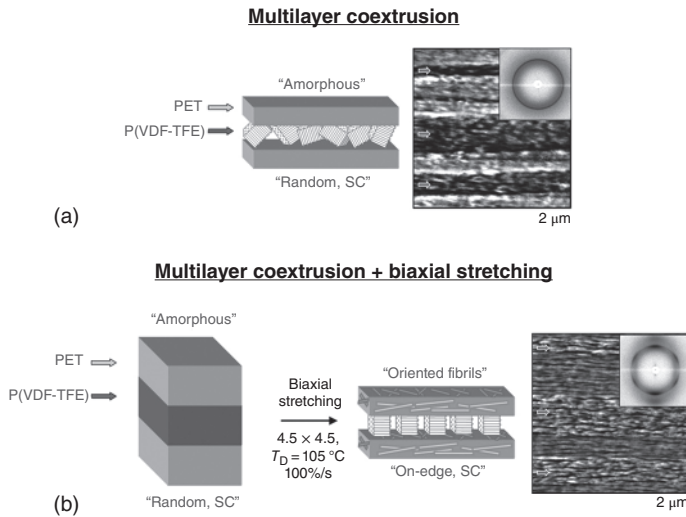 Multilayer coextrusion
“Amorphous”
PET
P(VDF-TFE)
“Random, SC”
(a)
2 μm
Multilayer coextrusion + biaxial stretching
“Amorphous”
PET
P(VDF-TFE)
“Random, SC”
Biaxial
stretching
4.5 × 4.5,
T_D = 105 °C
100%/s
“Oriented fibrils”
“On-edge, SC”
(b)
2 μm